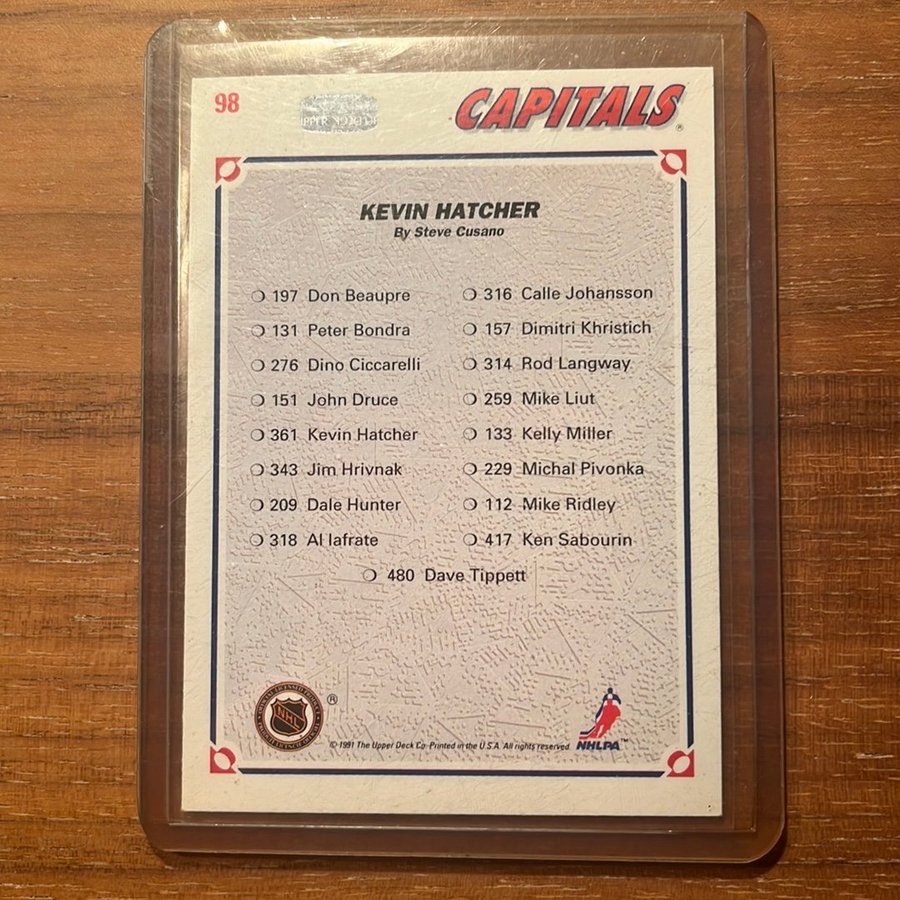 98
CAPITALS
®
KEVIN HATCHER
By Steve Cusano
197 Don Beaupre
131 Peter Bondra
276 Dino Ciccarelli
151 John Druce
361 Kevin Hatcher
343 Jim Hrivnak
209 Dale Hunter
318 Al Iafrate
316 Calle Johansson
157 Dimitri Khristich
314 Rod Langway
259 Mike Liut
133 Kelly Miller
229 Michal Pivonka
112 Mike Ridley
417 Ken Sabourin
480 Dave Tippett
NHL
®
© 1991 The Upper Deck Co. Printed in the U.S.A. All rights reserved.
NHLPA™